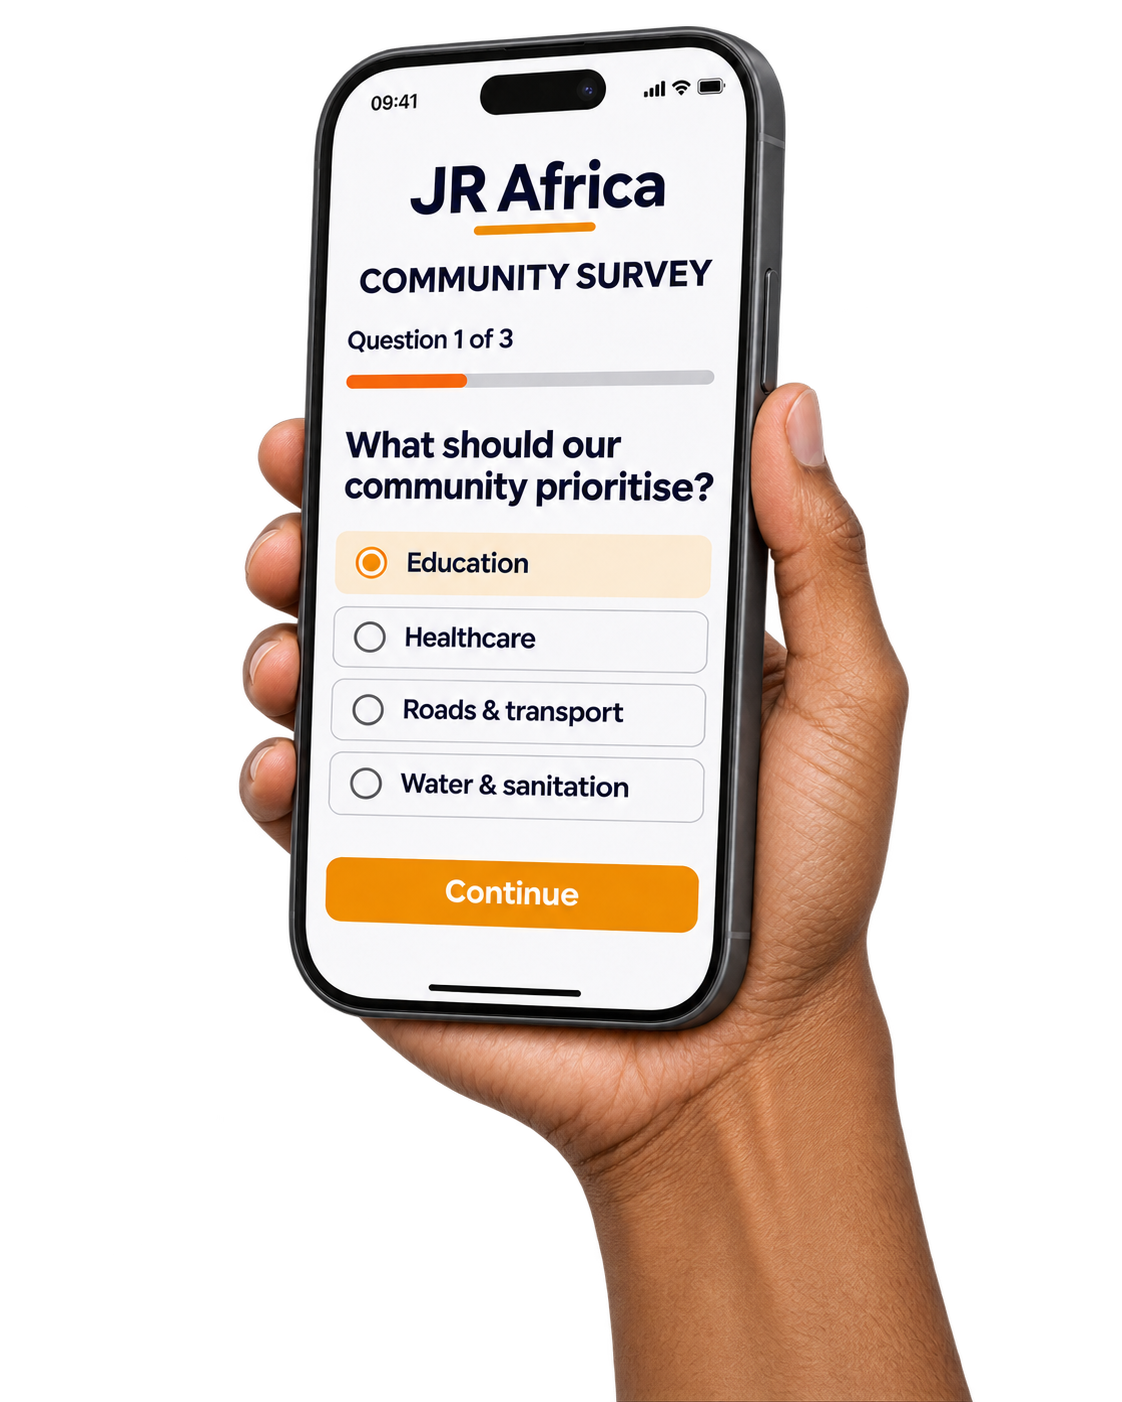 09:41
JR Africa
COMMUNITY SURVEY
Question 1 of 3
What should our
community prioritise?
Education
Healthcare
Roads & transport
Water & sanitation
Continue